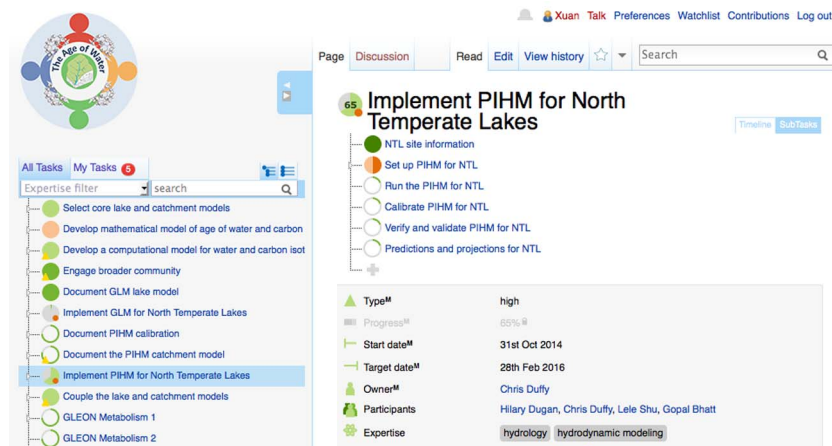 Xuan Talk Preferences Watchlist Contributions Log out
The Age of Water
Page Discussion Read Edit View history Search
65 Implement PIHM for North
Temperate Lakes
Timeline SubTasks
NTL site information
Set up PIHM for NTL
Run the PIHM for NTL
Calibrate PIHM for NTL
Verify and validate PIHM for NTL
Predictions and projections for NTL
All Tasks My Tasks 5
Expertise filter search
Select core lake and catchment models
Develop mathematical model of age of water and carbon
Develop a computational model for water and carbon isot
Engage broader community
Document GLM lake model
Implement GLM for North Temperate Lakes
Document PIHM calibration
Document the PIHM catchment model
Implement PIHM for North Temperate Lakes
Couple the lake and catchment models
GLEON Metabolism 1
GLEON Metabolism 2
Typeᴹ high
Progressᴹ 65%
Start dateᴹ 31st Oct 2014
Target dateᴹ 28th Feb 2016
Ownerᴹ Chris Duffy
Participants Hilary Dugan, Chris Duffy, Lele Shu, Gopal Bhatt
Expertise hydrology hydrodynamic modeling